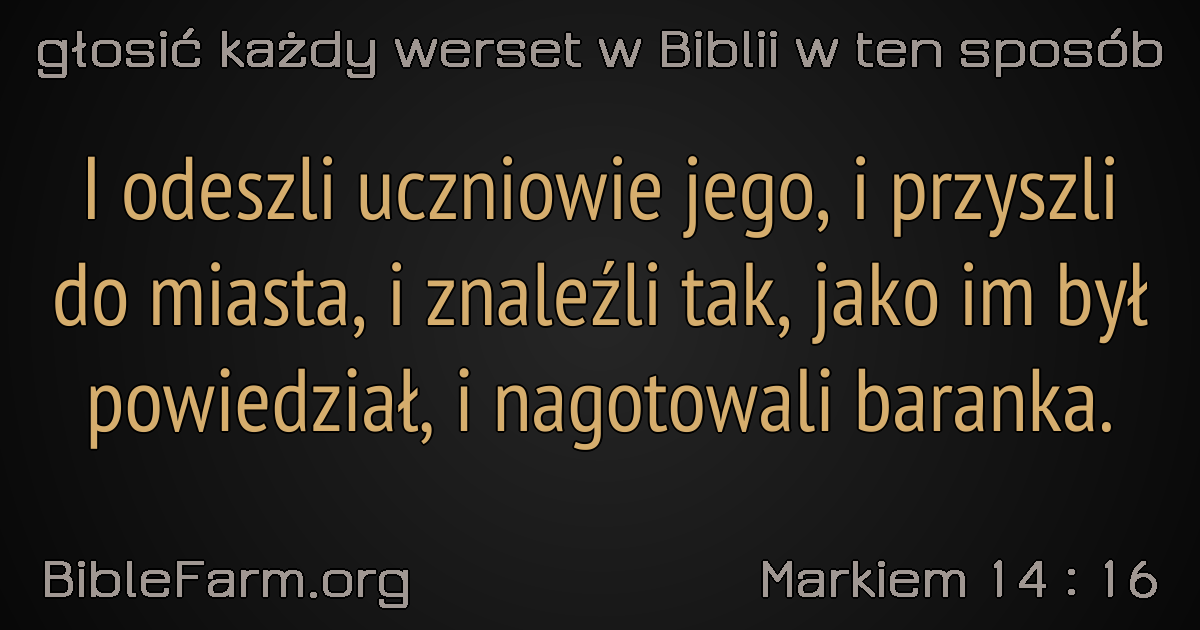 głosić każdy werset w Biblii w ten sposób
I odeszli uczniowie jego, i przyszli
do miasta, i znaleźli tak, jako im był
powiedział, i nagotowali baranka.
BibleFarm.org
Markiem 14 : 16